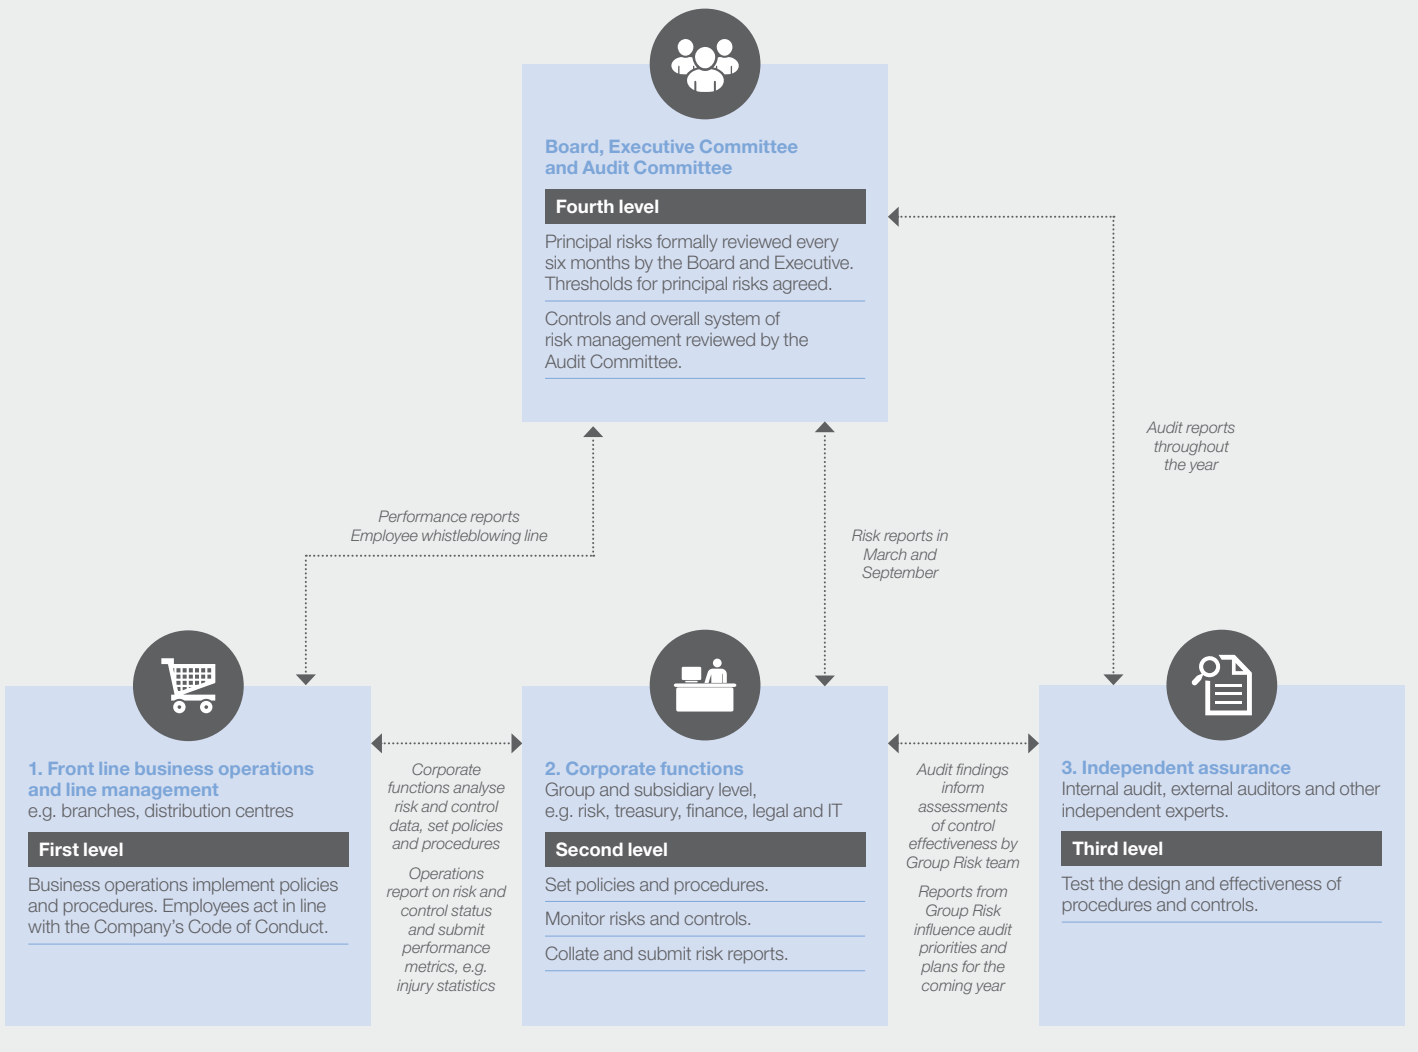 Board, Executive Committee
and Audit Committee
Fourth level
Principal risks formally reviewed every
six months by the Board and Executive.
Thresholds for principal risks agreed.
Controls and overall system of
risk management reviewed by the
Audit Committee.
Audit reports
throughout
the year
Performance reports
Employee whistleblowing line
Risk reports in
March and
September
1. Front line business operations
and line management
e.g. branches, distribution centres
First level
Business operations implement policies
and procedures. Employees act in line
with the Company's Code of Conduct.
Corporate
functions analyse
risk and control
data, set policies
and procedures
Operations
report on risk and
control status
and submit
performance
metrics, e.g.
injury statistics
2. Corporate functions
Group and subsidiary level,
e.g. risk, treasury, finance, legal and IT
Second level
Set policies and procedures.
Monitor risks and controls.
Collate and submit risk reports.
Audit findings
inform
assessments
of control
effectiveness by
Group Risk team
Reports from
Group Risk
influence audit
priorities and
plans for the
coming year
3. Independent assurance
Internal audit, external auditors and other
independent experts.
Third level
Test the design and effectiveness of
procedures and controls.